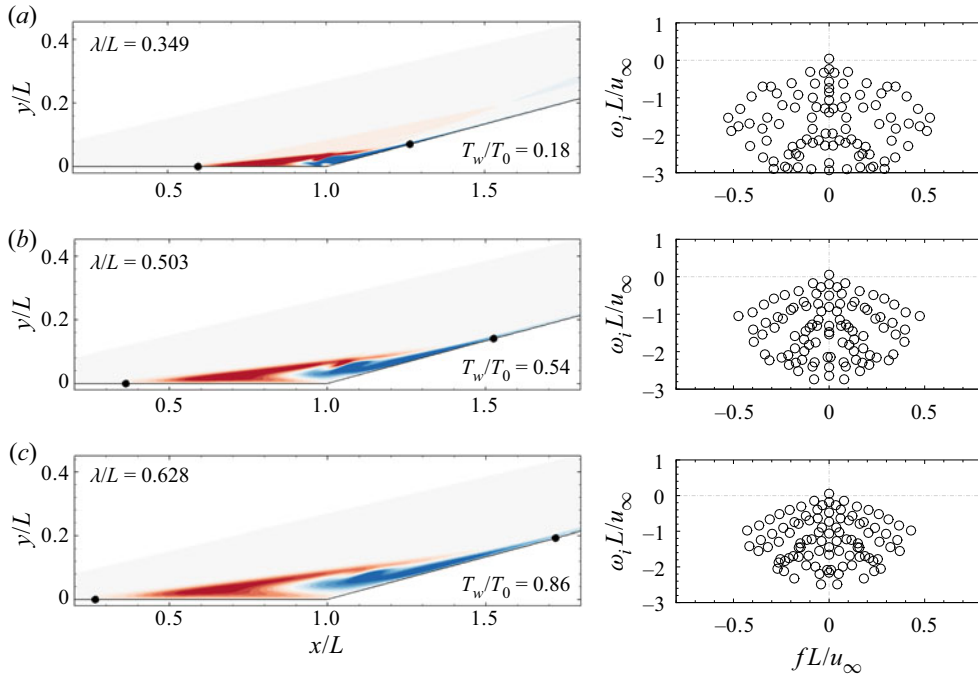 (a)
0.4
0.2
0
y/L
λ/L = 0.349
T_w/T_0 = 0.18
0.5 1.0 1.5
1
0
−1
−2
−3
ω_i L/u_∞
−0.5 0 0.5
(b)
0.4
0.2
0
y/L
λ/L = 0.503
T_w/T_0 = 0.54
0.5 1.0 1.5
1
0
−1
−2
−3
ω_i L/u_∞
−0.5 0 0.5
(c)
0.4
0.2
0
y/L
λ/L = 0.628
T_w/T_0 = 0.86
0.5 1.0 1.5
x/L
1
0
−1
−2
−3
ω_i L/u_∞
−0.5 0 0.5
fL/u_∞